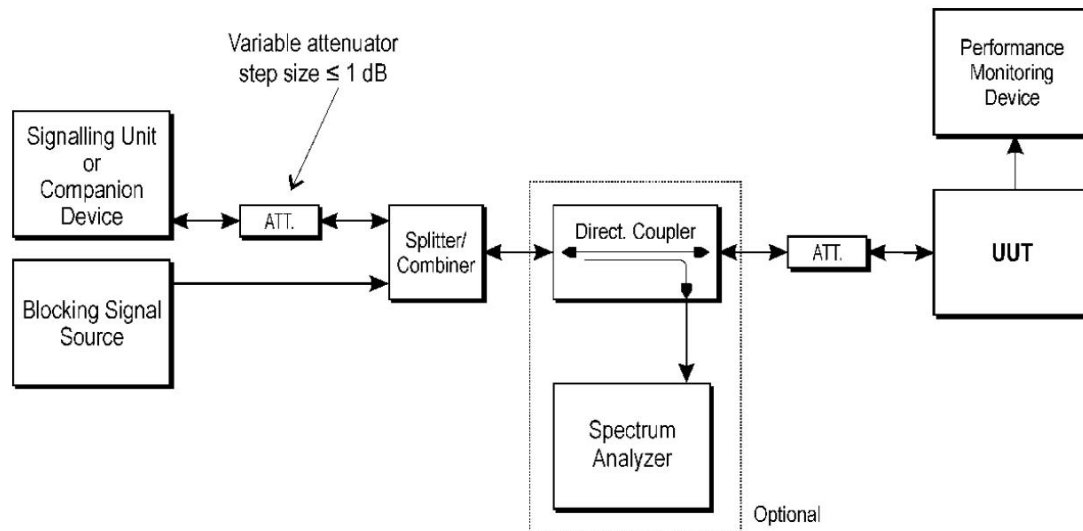 Variable attenuator
step size ≤ 1 dB
Signalling Unit
or
Companion
Device
ATT.
Splitter/
Combiner
Blocking Signal
Source
Direct. Coupler
Spectrum
Analyzer
Optional
ATT.
UUT
Performance
Monitoring
Device